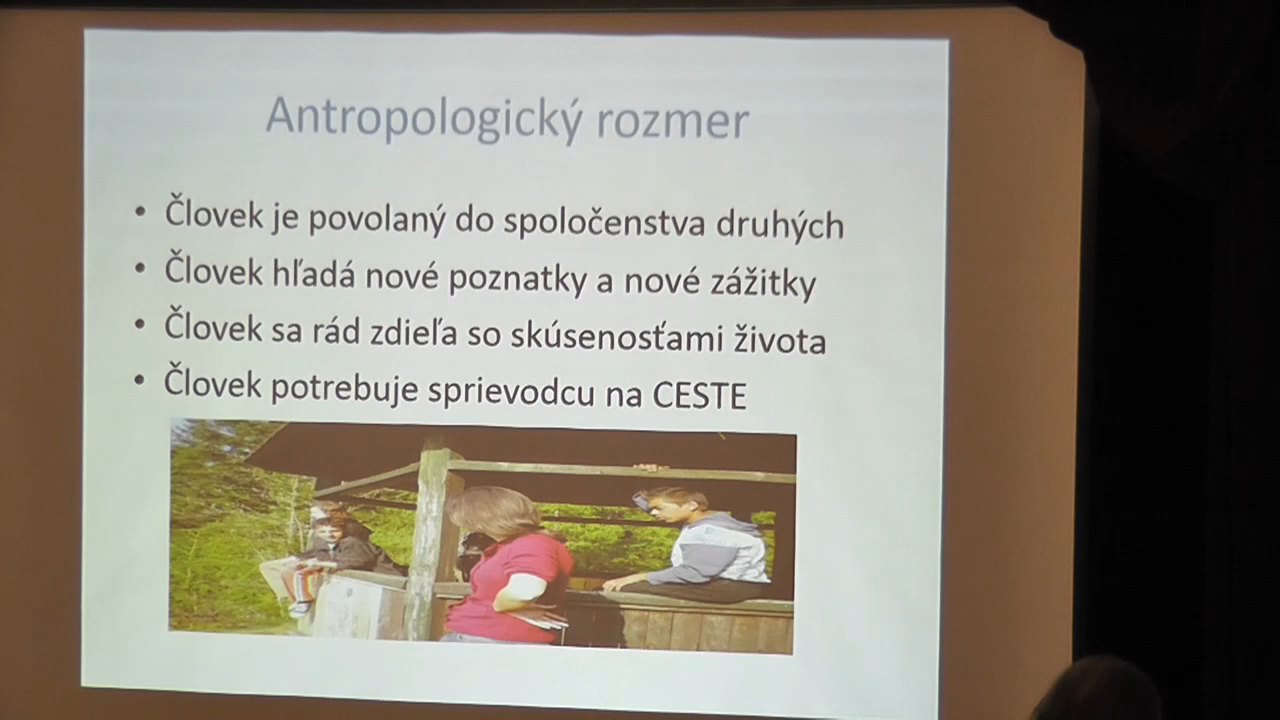 Antropologický rozmer
• Človek je povolaný do spoločenstva druhých
• Človek hľadá nové poznatky a nové zážitky
• Človek sa rád zdieľa so skúsenosťami života
• Človek potrebuje sprievodcu na CESTE